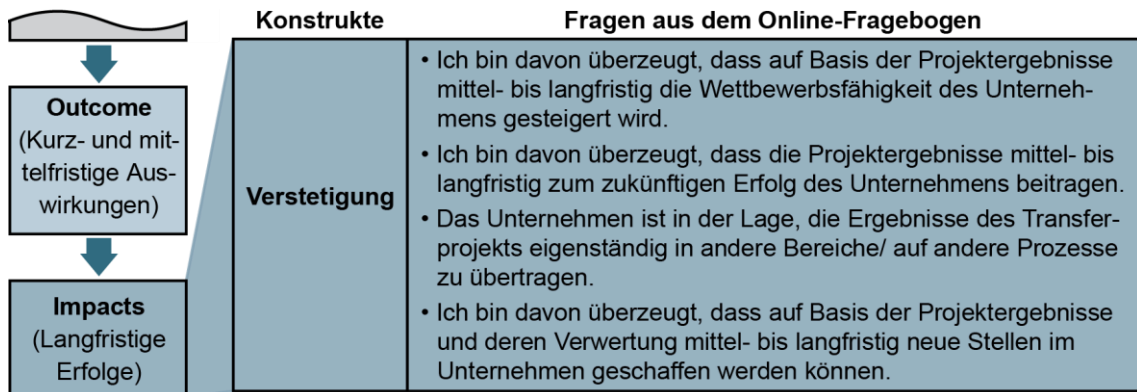 Konstrukte
Fragen aus dem Online-Fragebogen
Outcome
(Kurz- und mit-
telfristige Aus-
wirkungen)
Impacts
(Langfristige
Erfolge)
Verstetigung
• Ich bin davon überzeugt, dass auf Basis der Projektergebnisse
mittel- bis langfristig die Wettbewerbsfähigkeit des Unterneh-
mens gesteigert wird.
• Ich bin davon überzeugt, dass die Projektergebnisse mittel- bis
langfristig zum zukünftigen Erfolg des Unternehmens beitragen.
• Das Unternehmen ist in der Lage, die Ergebnisse des Transfer-
projekts eigenständig in andere Bereiche/ auf andere Prozesse
zu übertragen.
• Ich bin davon überzeugt, dass auf Basis der Projektergebnisse
und deren Verwertung mittel- bis langfristig neue Stellen im
Unternehmen geschaffen werden können.